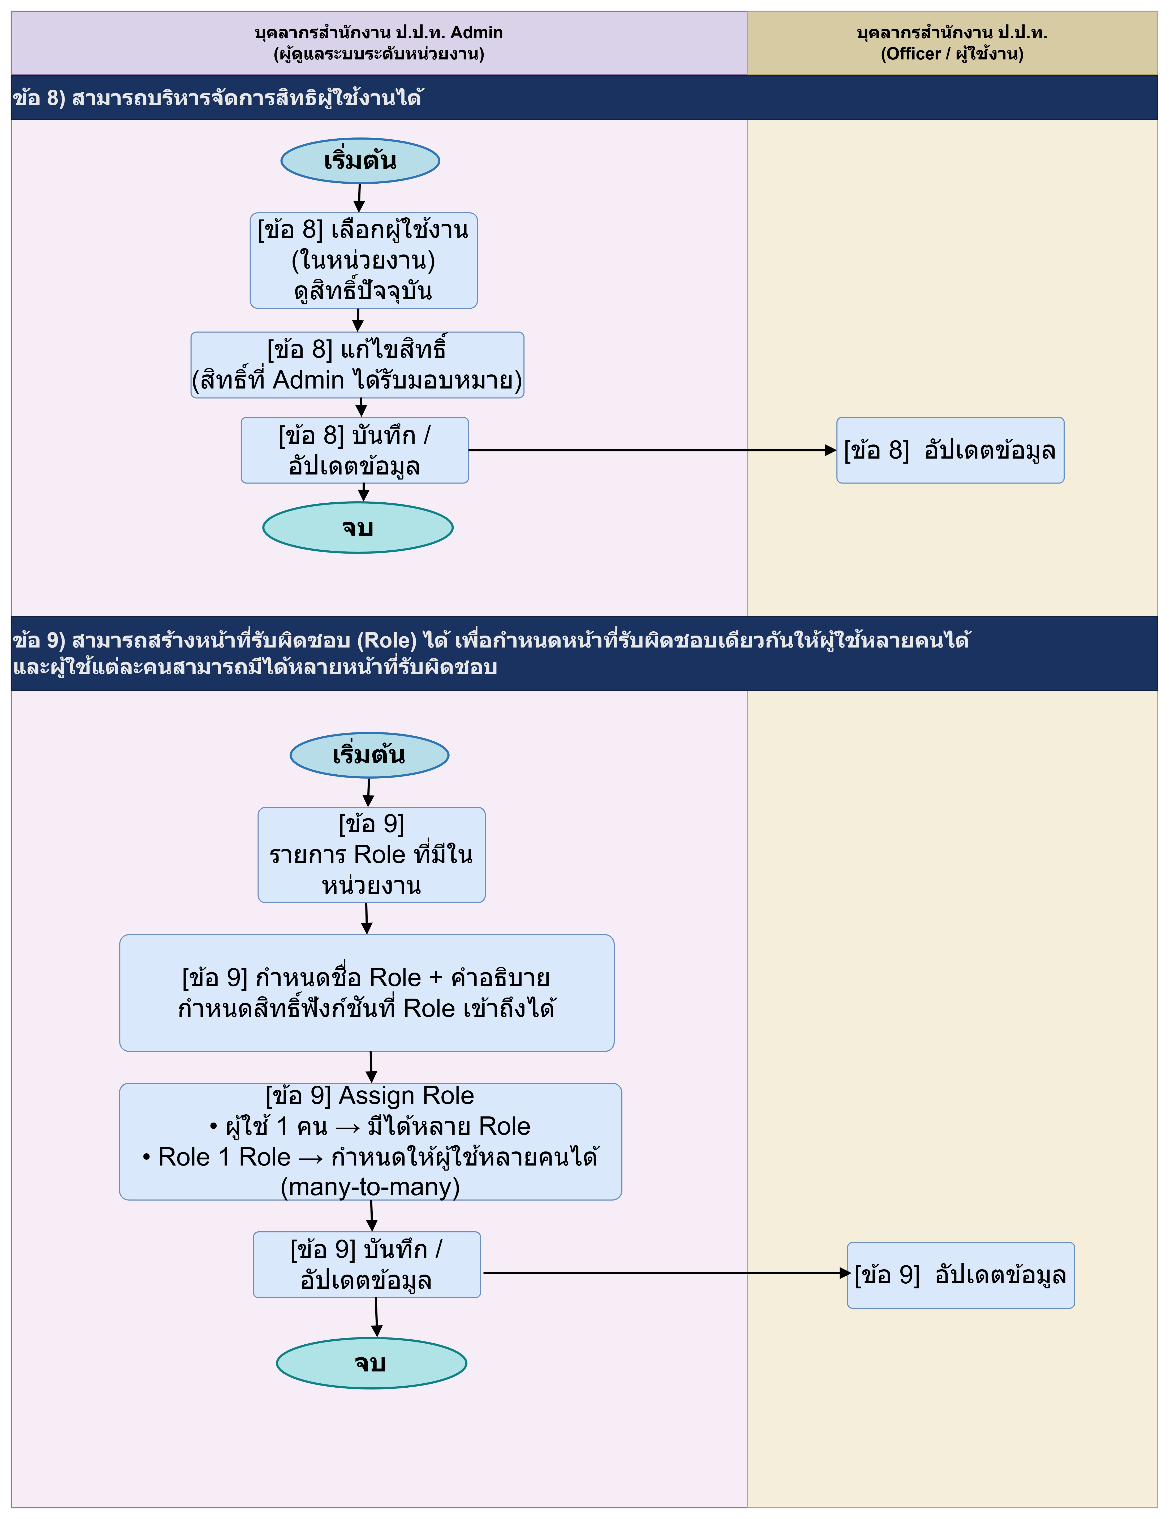 บุคลากรสำนักงาน ป.ป.ท. Admin
(ผู้ดูแลระบบระดับหน่วยงาน)
บุคลากรสำนักงาน ป.ป.ท.
(Officer / ผู้ใช้งาน)
ข้อ 8) สามารถบริหารจัดการสิทธิผู้ใช้งานได้
เริ่มต้น
[ข้อ 8] เลือกผู้ใช้งาน
(ในหน่วยงาน)
ดูสิทธิ์ปัจจุบัน
[ข้อ 8] แก้ไขสิทธิ์
(สิทธิ์ที่ Admin ได้รับมอบหมาย)
[ข้อ 8] บันทึก /
อัปเดตข้อมูล
[ข้อ 8]  อัปเดตข้อมูล
จบ
ข้อ 9) สามารถสร้างหน้าที่รับผิดชอบ (Role) ได้ เพื่อกำหนดหน้าที่รับผิดชอบเดียวกันให้ผู้ใช้หลายคนได้
และผู้ใช้แต่ละคนสามารถมีได้หลายหน้าที่รับผิดชอบ
เริ่มต้น
[ข้อ 9]
รายการ Role ที่มีใน
หน่วยงาน
[ข้อ 9] กำหนดชื่อ Role + คำอธิบาย
กำหนดสิทธิ์ฟังก์ชันที่ Role เข้าถึงได้
[ข้อ 9] Assign Role
• ผู้ใช้ 1 คน → มีได้หลาย Role
• Role 1 Role → กำหนดให้ผู้ใช้หลายคนได้
(many-to-many)
[ข้อ 9] บันทึก /
อัปเดตข้อมูล
[ข้อ 9]  อัปเดตข้อมูล
จบ